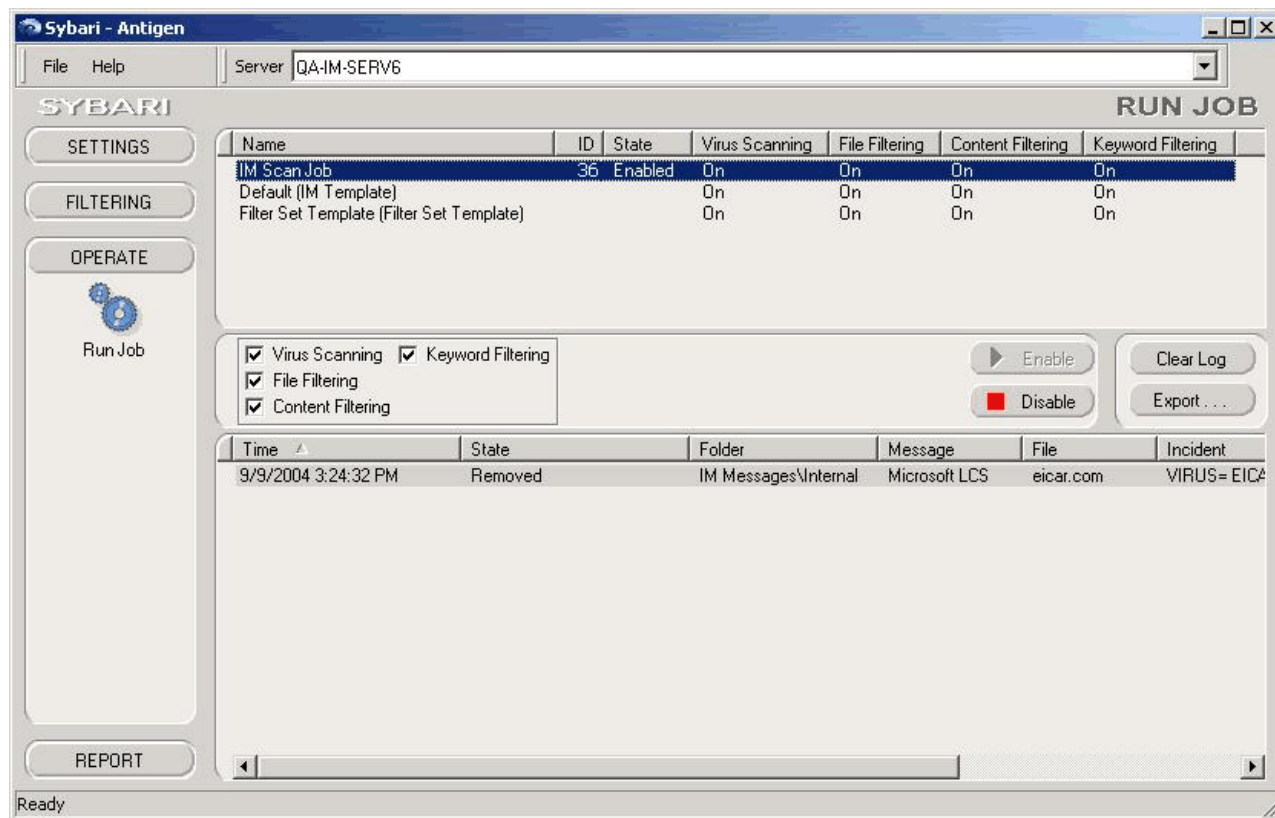 Sybari - Antigen
File Help Server QA-IM-SERV6
SYBARI RUN JOB
SETTINGS
FILTERING
OPERATE
Run Job
REPORT
Name ID State Virus Scanning File Filtering Content Filtering Keyword Filtering
IM Scan Job 36 Enabled On On On On
Default (IM Template) On On On On
Filter Set Template (Filter Set Template) On On On On
Virus Scanning Keyword Filtering
File Filtering
Content Filtering
Enable
Disable
Clear Log
Export . . .
Time State Folder Message File Incident
9/9/2004 3:24:32 PM Removed IM Messages\Internal Microsoft LCS eicar.com VIRUS= EICA
Ready